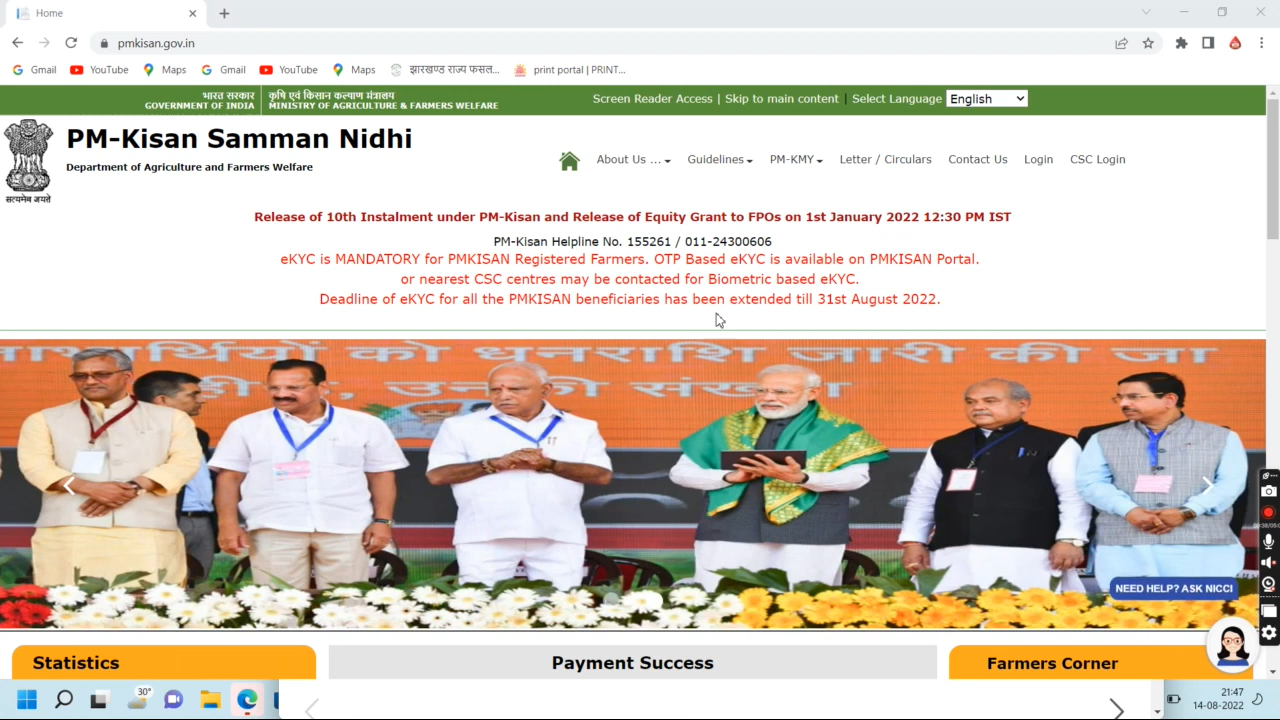 Home
pmkisan.gov.in
Gmail
YouTube
Maps
Gmail
YouTube
Maps
झारखण्ड राज्य फसल...
print portal | PRINT...
भारत सरकार
GOVERNMENT OF INDIA
कृषि एवं किसान कल्याण मंत्रालय
MINISTRY OF AGRICULTURE & FARMERS WELFARE
Screen Reader Access | Skip to main content | Select Language English
PM-Kisan Samman Nidhi
Department of Agriculture and Farmers Welfare
सत्यमेव जयते
About Us ...
Guidelines
PM-KMY
Letter / Circulars
Contact Us
Login
CSC Login
Release of 10th Instalment under PM-Kisan and Release of Equity Grant to FPOs on 1st January 2022 12:30 PM IST
PM-Kisan Helpline No. 155261 / 011-24300606
eKYC is MANDATORY for PMKISAN Registered Farmers. OTP Based eKYC is available on PMKISAN Portal.
or nearest CSC centres may be contacted for Biometric based eKYC.
Deadline of eKYC for all the PMKISAN beneficiaries has been extended till 31st August 2022.
को धनराशि जारी की जा
उनकी संख्या
NEED HELP? ASK NICCI
Statistics
Payment Success
Farmers Corner
30°
21:47
14-08-2022